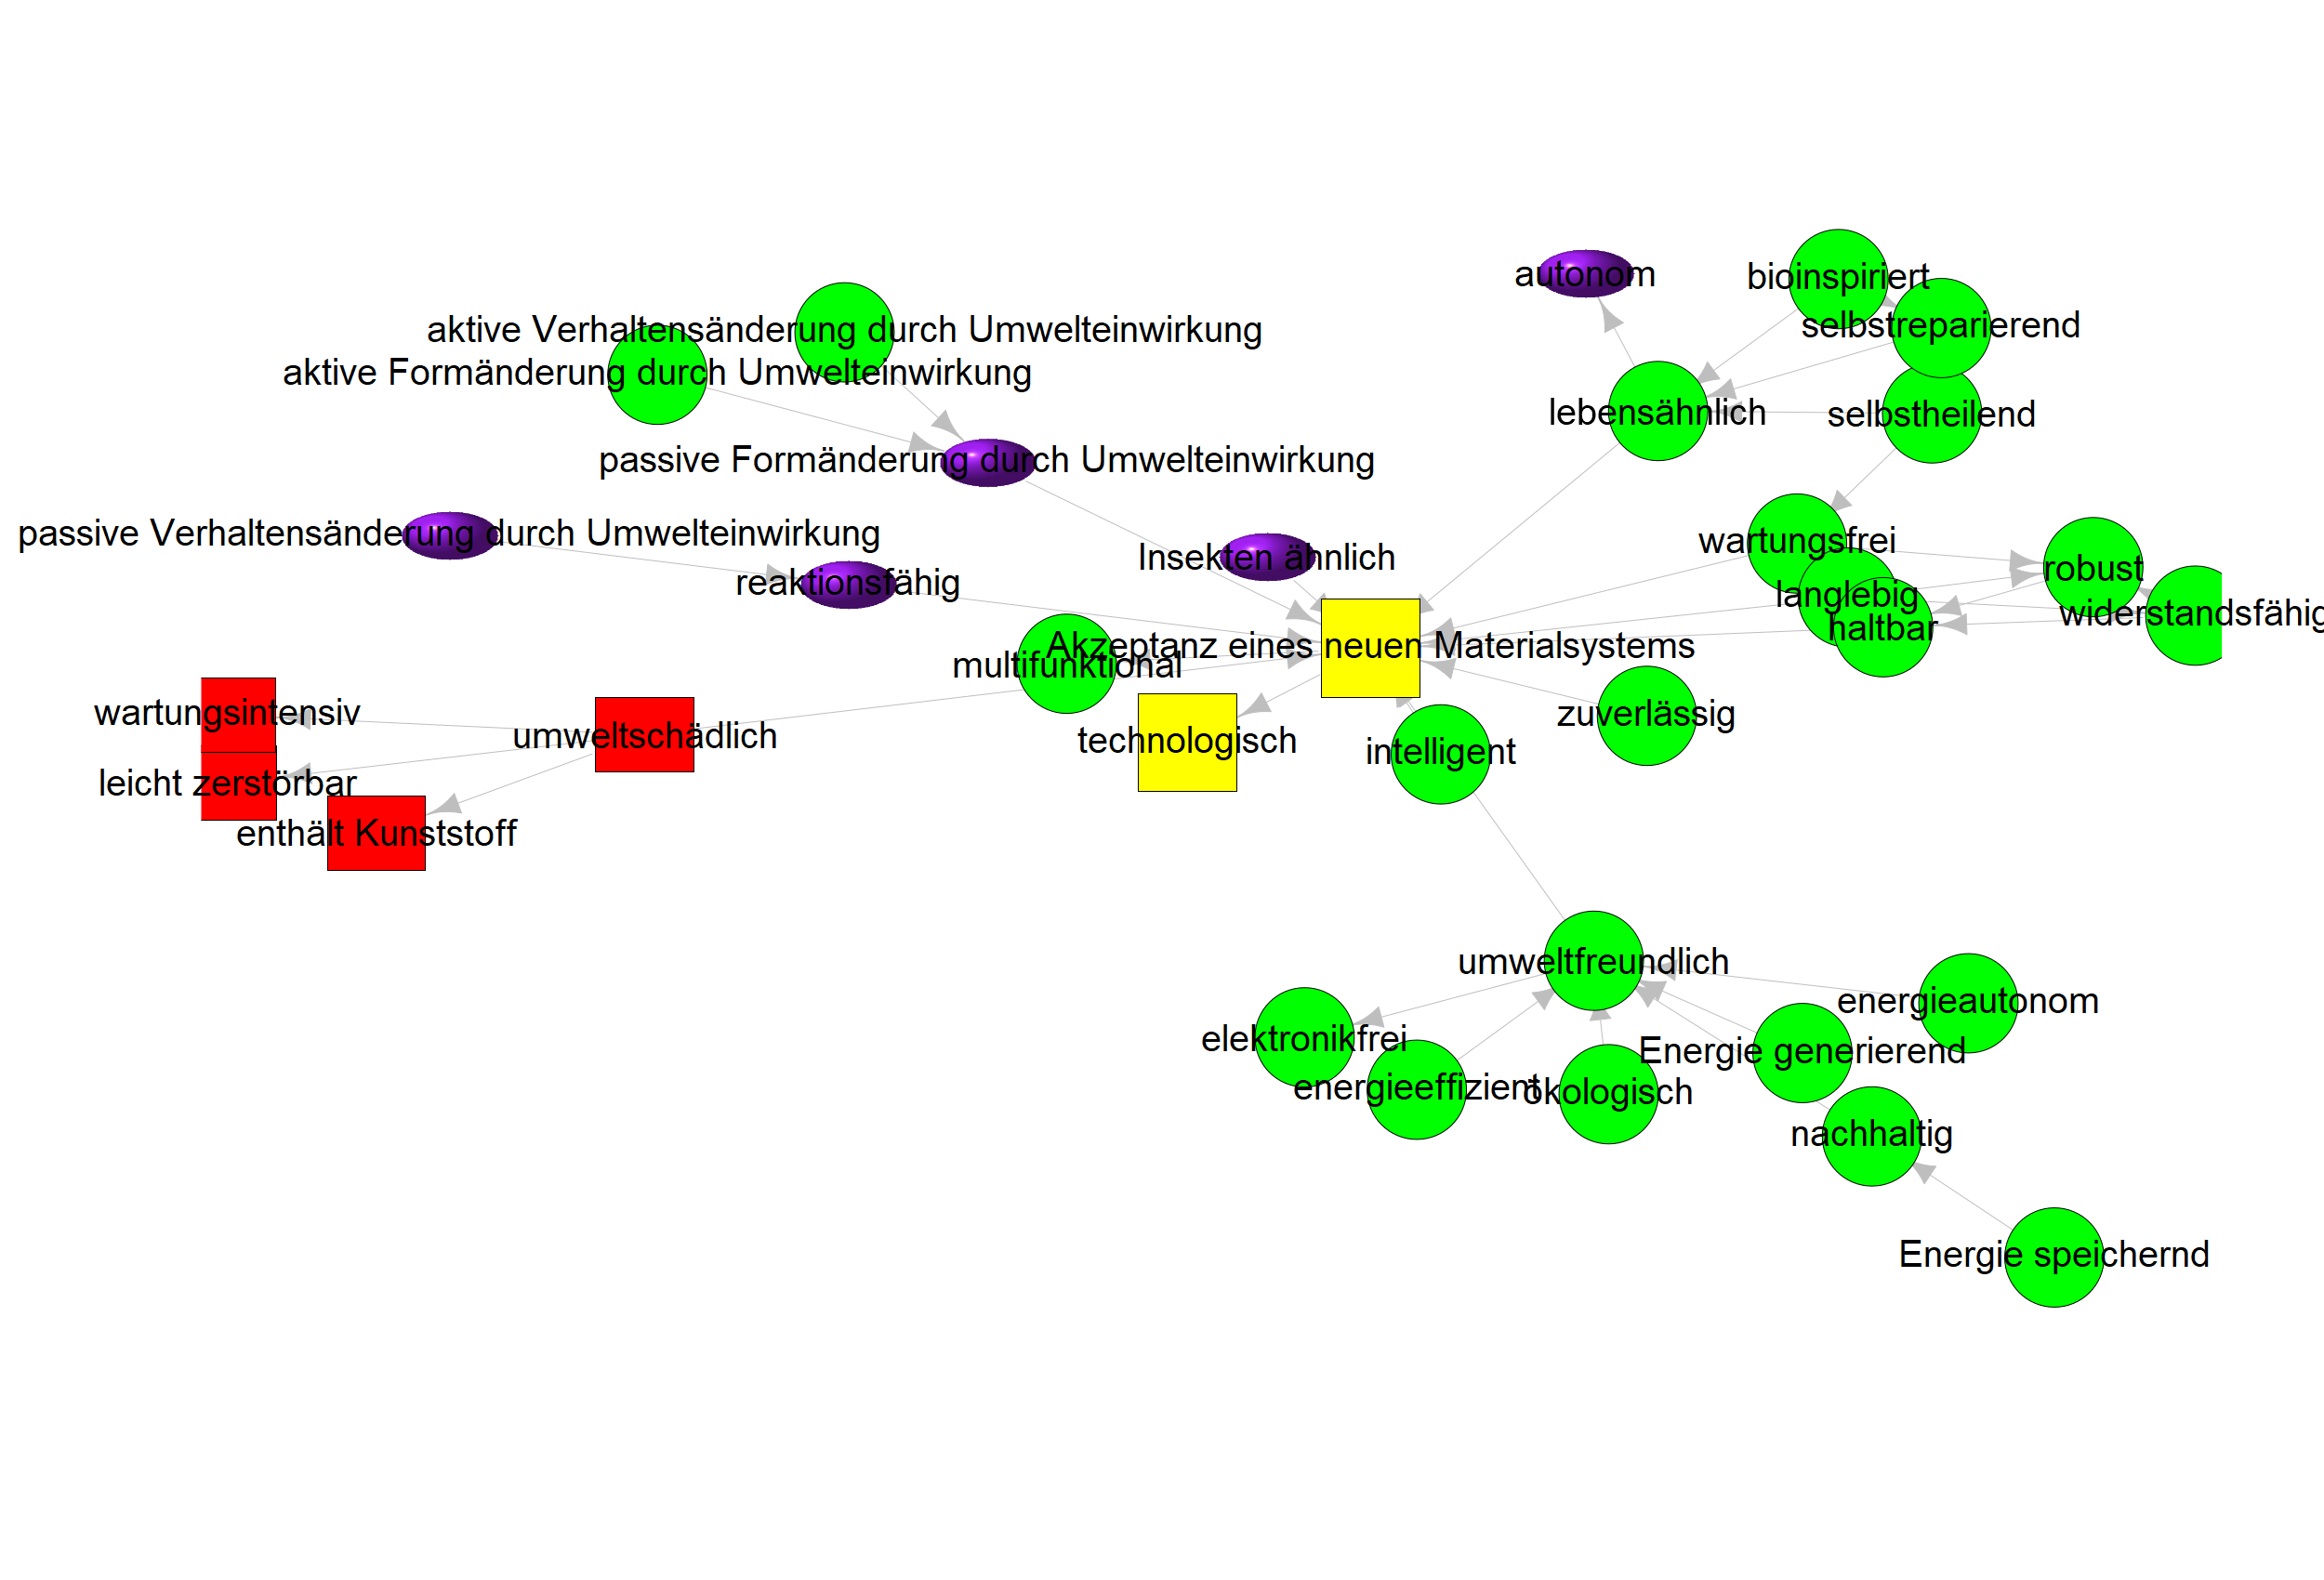 autonom
bioinspiriert
aktive Verhaltensänderung durch Umwelteinwirkung
selbstreparierend
aktive Formänderung durch Umwelteinwirkung
lebensähnlich
selbstheilend
passive Formänderung durch Umwelteinwirkung
passive Verhaltensänderung durch Umwelteinwirkung
wartungsfrei
Insekten ähnlich
robust
reaktionsfähig
langlebig
widerstandsfähig
haltbar
Akzeptanz eines neuen Materialsystems
multifunktional
wartungsintensiv
zuverlässig
umweltschädlich
technologisch
intelligent
leicht zerstörbar
enthält Kunststoff
umweltfreundlich
energieautonom
elektronikfrei
Energie generierend
energieeffizient
ökologisch
nachhaltig
Energie speichernd